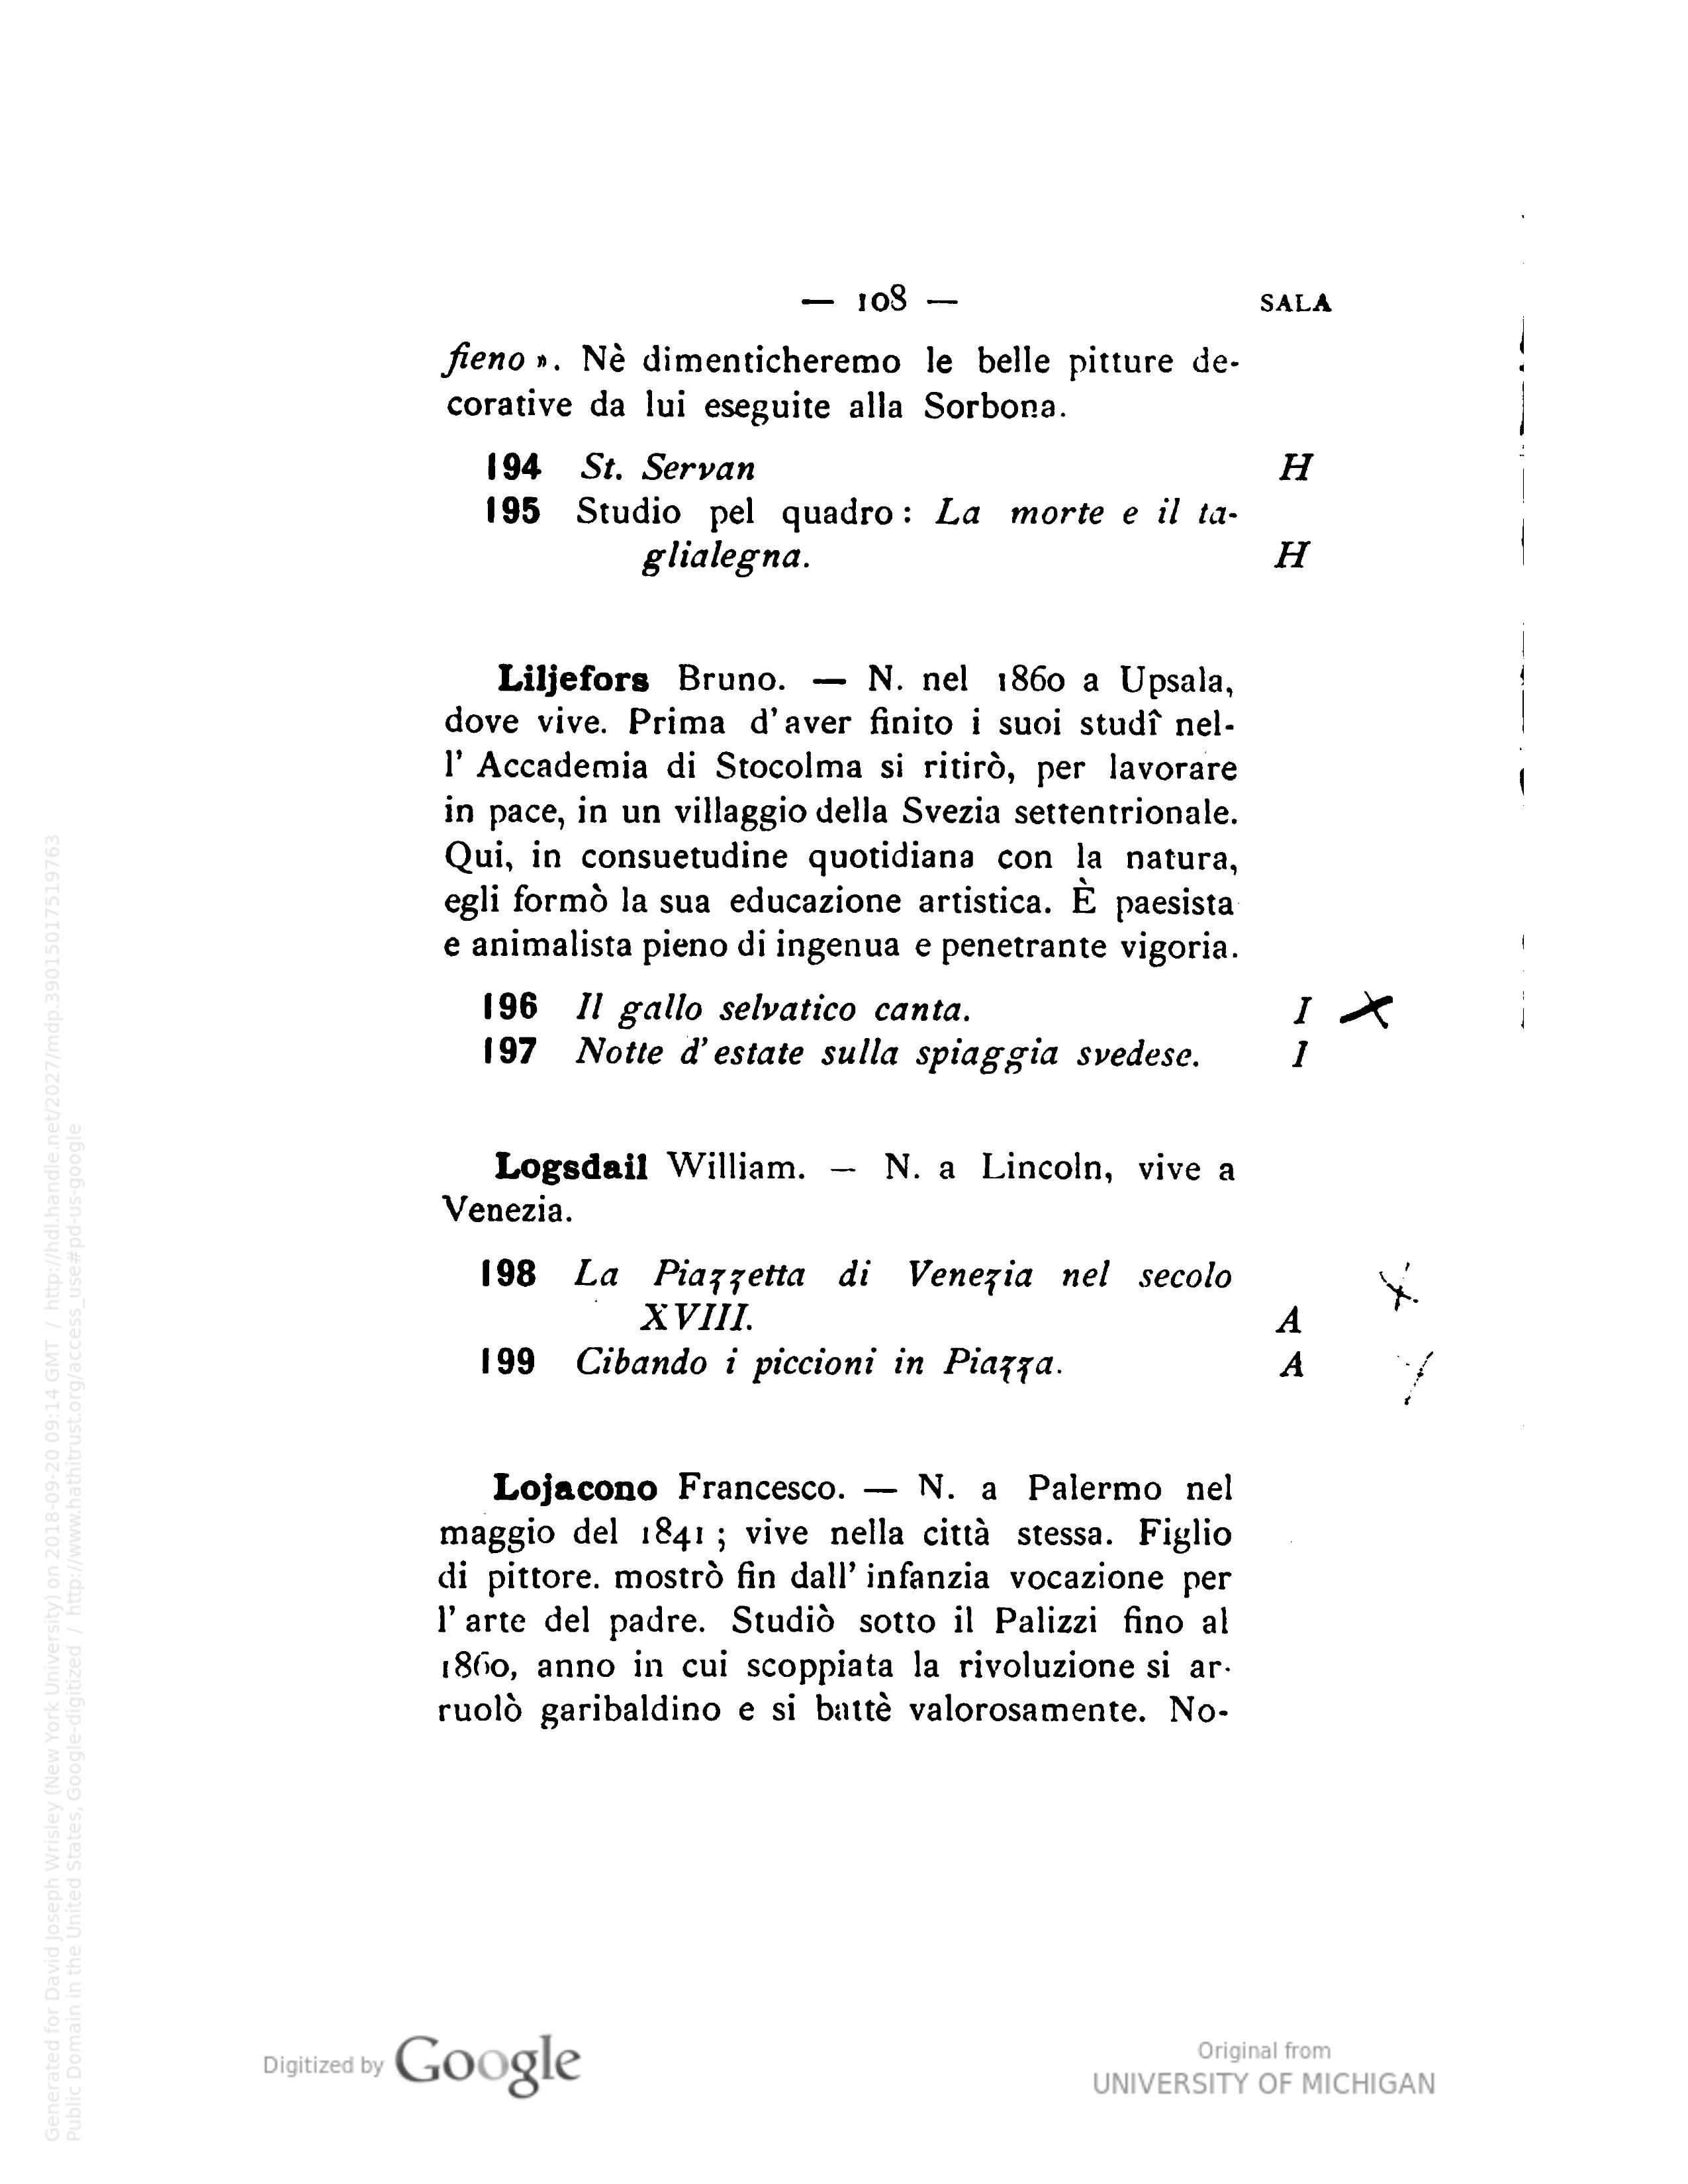 — 108 — SALA
fieno ». Nè dimenticheremo le belle pitture de-
corative da lui eseguite alla Sorbona.
194 St. Servan H
195 Studio pel quadro: La morte e il ta-
glialegna. H
Liljefors Bruno. — N. nel 1860 a Upsala,
dove vive. Prima d'aver finito i suoi studî nel-
l' Accademia di Stocolma si ritirò, per lavorare
in pace, in un villaggio della Svezia settentrionale.
Qui, in consuetudine quotidiana con la natura,
egli formò la sua educazione artistica. È paesista
e animalista pieno di ingenua e penetrante vigoria.
196 Il gallo selvatico canta. I
197 Notte d'estate sulla spiaggia svedese. I
Logsdail William. — N. a Lincoln, vive a
Venezia.
198 La Piazzetta di Venezia nel secolo
XVIII. A
199 Cibando i piccioni in Piazza. A
Lojacono Francesco. — N. a Palermo nel
maggio del 1841 ; vive nella città stessa. Figlio
di pittore. mostrò fin dall' infanzia vocazione per
l' arte del padre. Studiò sotto il Palizzi fino al
1860, anno in cui scoppiata la rivoluzione si ar-
ruolò garibaldino e si battè valorosamente. No-
Digitized by Google
Original from
UNIVERSITY OF MICHIGAN
Generated for David Joseph Wrisley (New York University) on 2018-09-20 09:14 GMT / http://hdl.handle.net/2027/mdp.39015017519763
Public Domain in the United States, Google-digitized / http://www.hathitrust.org/access_use#pd-us-google